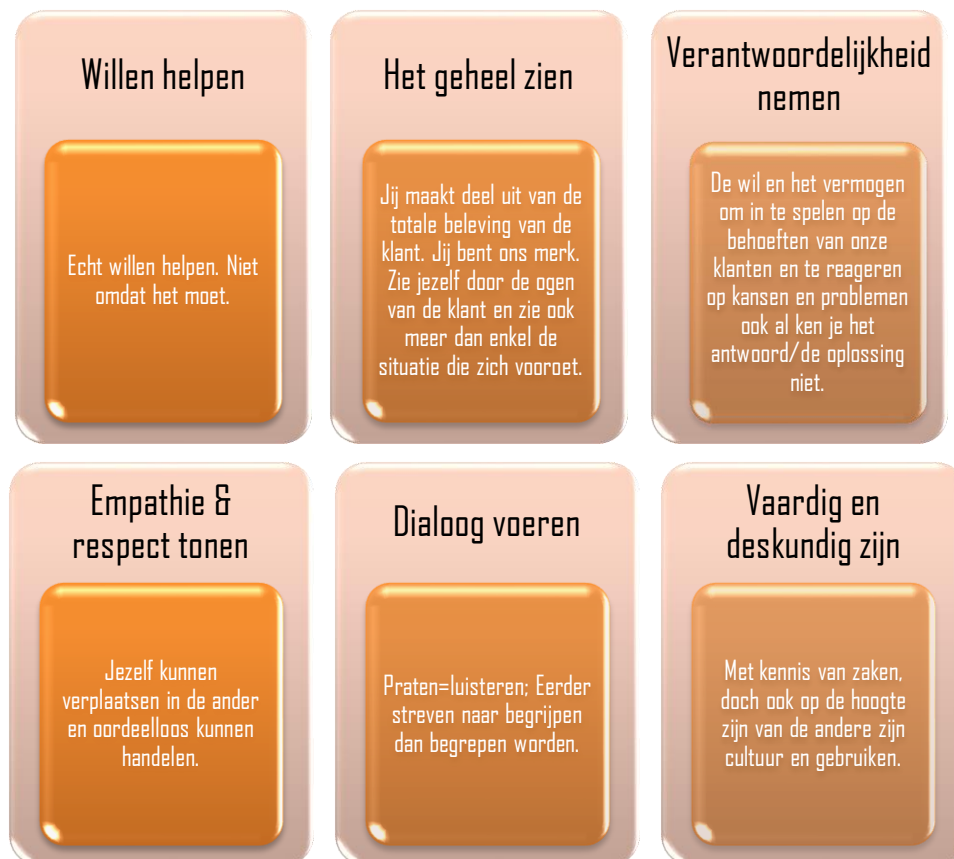 Willen helpen
Echt willen helpen. Niet
omdat het moet.
Het geheel zien
Jij maakt deel uit van de
totale beleving van de
klant. Jij bent ons merk.
Zie jezelf door de ogen
van de klant en zie ook
meer dan enkel de
situatie die zich vooroet.
Verantwoordelijkheid
nemen
De wil en het vermogen
om in te spelen op de
behoeften van onze
klanten en te reageren
op kansen en problemen
ook al ken je het
antwoord/de oplossing
niet.
Empathie &
respect tonen
Jezelf kunnen
verplaatsen in de ander
en oordeelloos kunnen
handelen.
Dialoog voeren
Praten=luisteren; Eerder
streven naar begrijpen
dan begrepen worden.
Vaardig en
deskundig zijn
Met kennis van zaken,
doch ook op de hoogte
zijn van de andere zijn
cultuur en gebruiken.